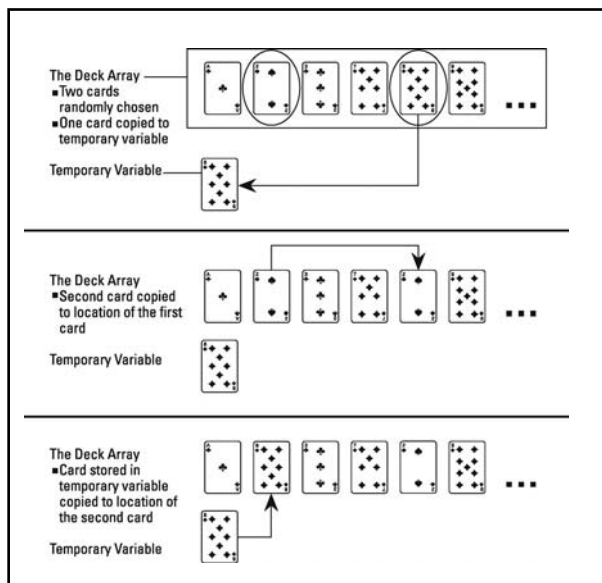 The Deck Array
■Two cards
randomly chosen
■One card copied to
temporary variable
Temporary Variable
The Deck Array
■Second card copied
to location of the first
card
Temporary Variable
The Deck Array
■Card stored in
temporary variable
copied to location of
the second card
Temporary Variable